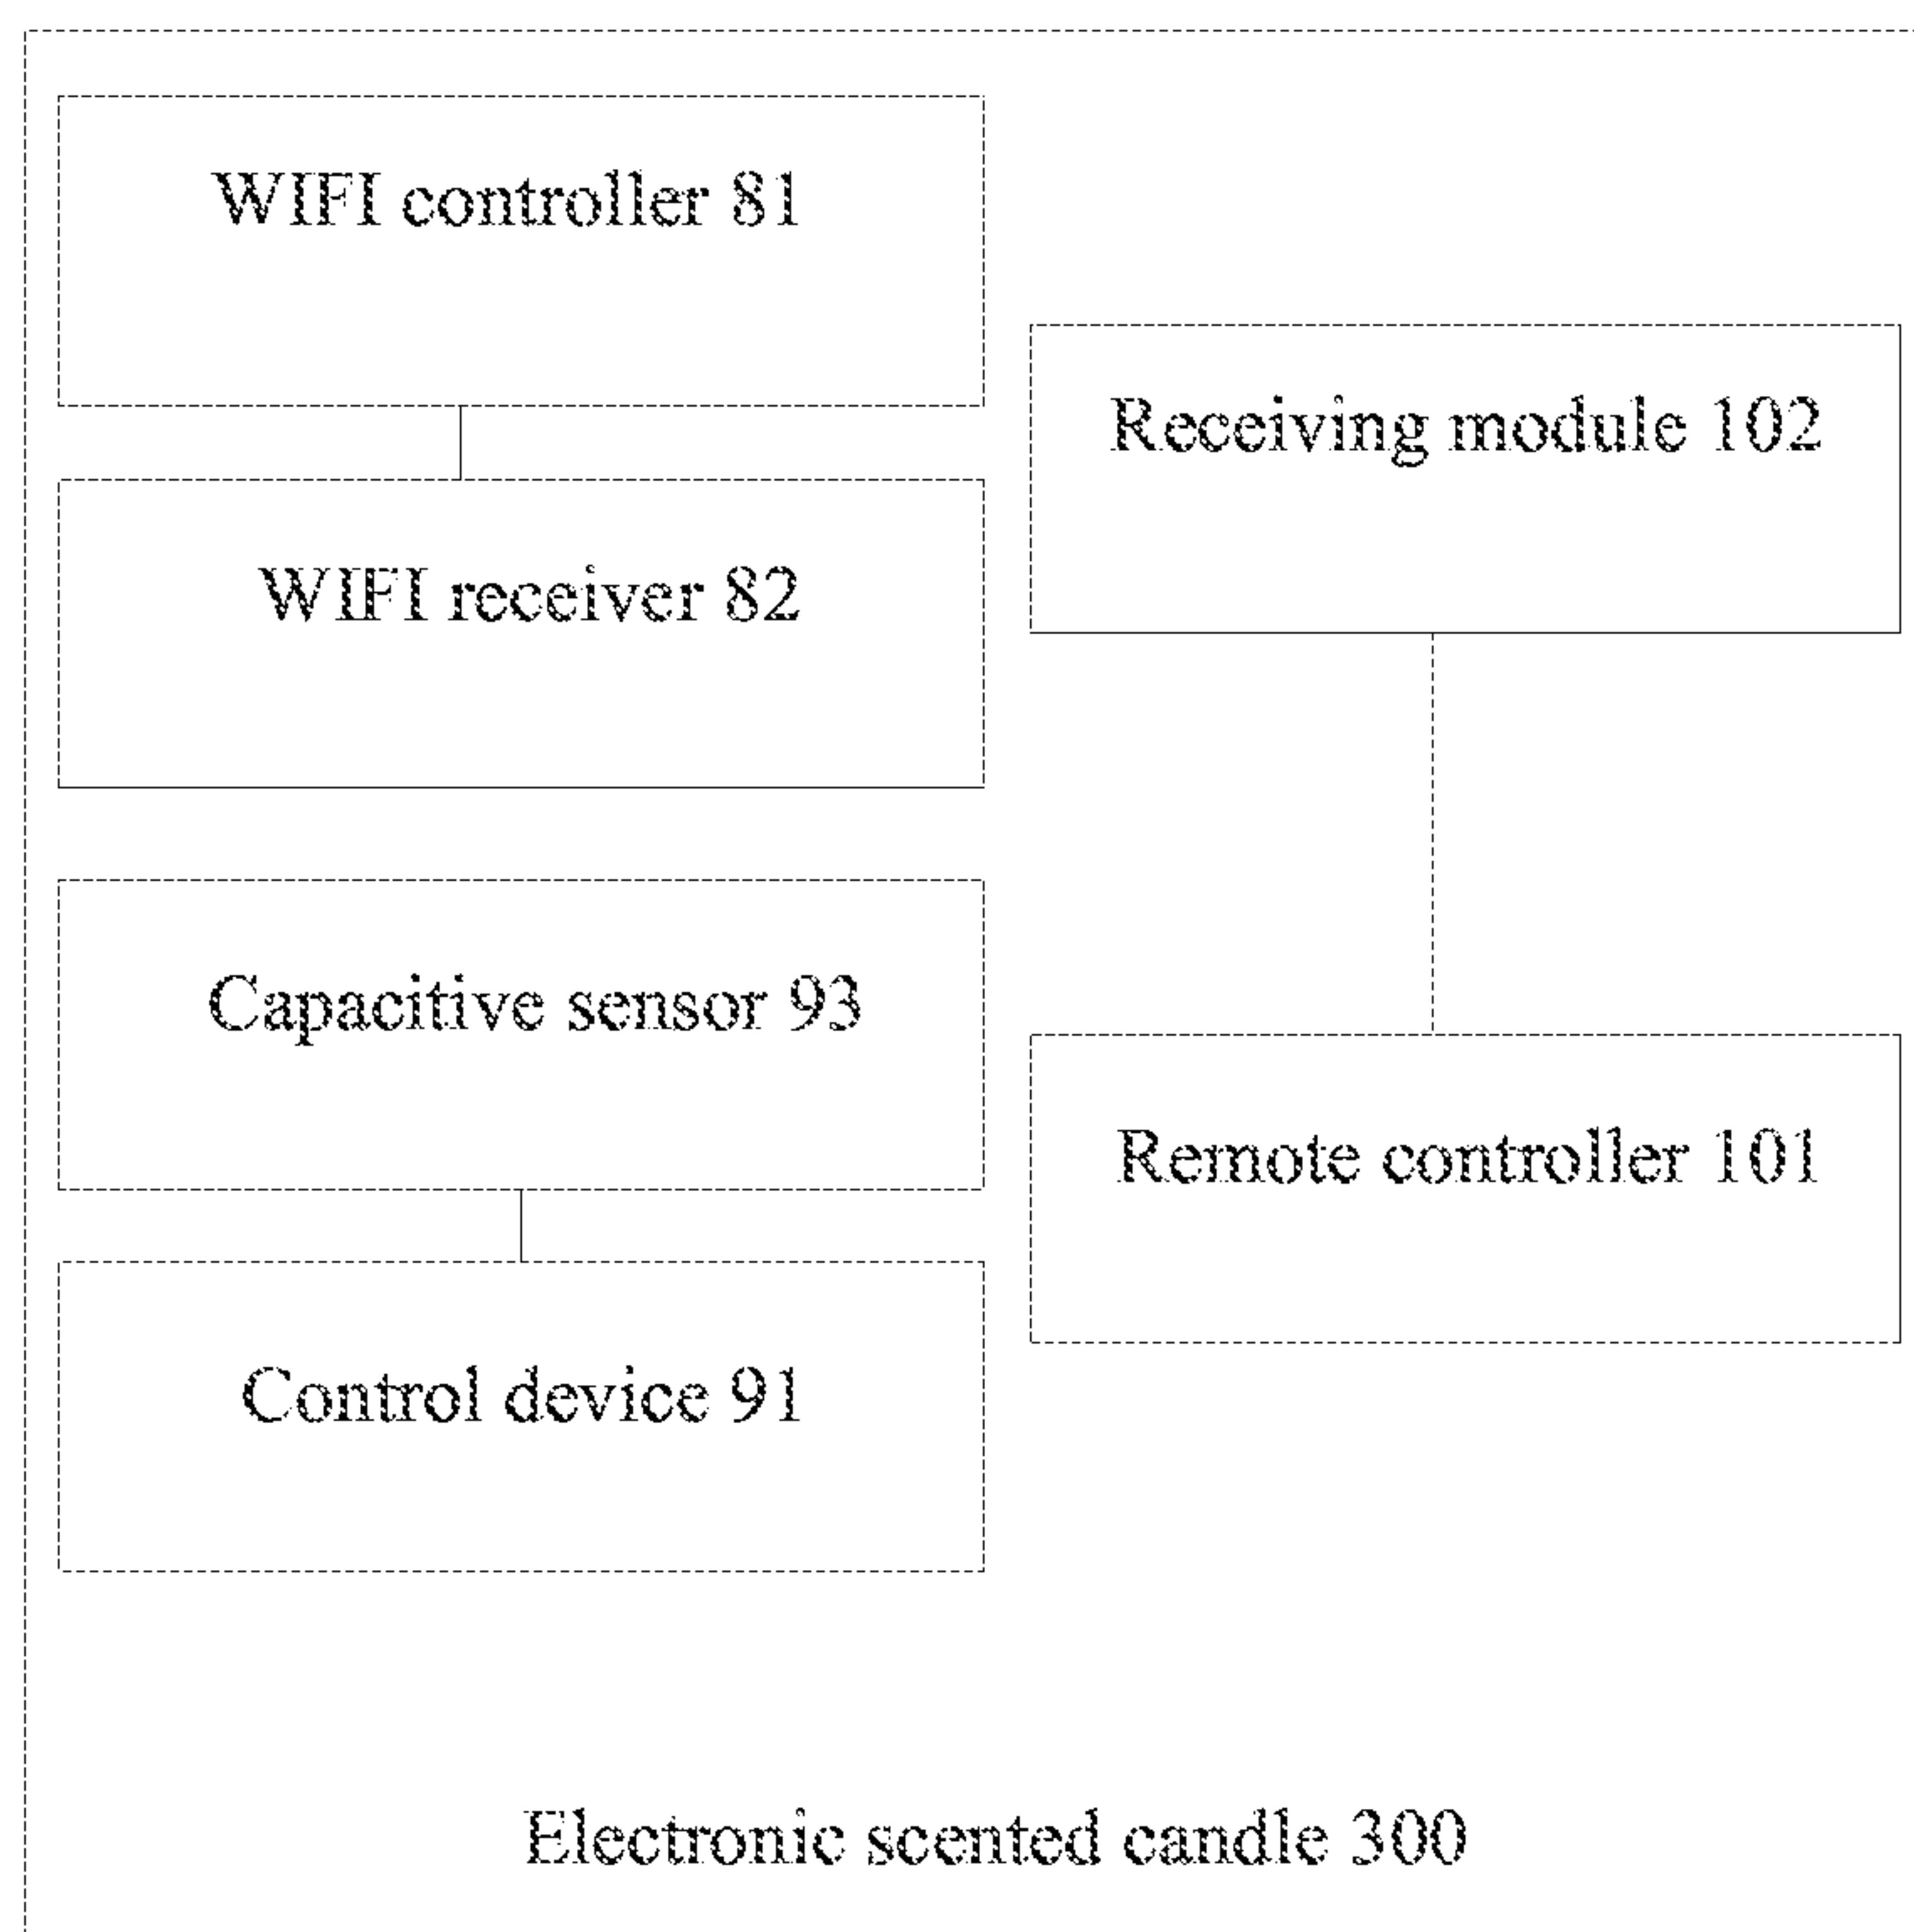 WIFI controller 81
WIFI receiver 82
Capacitive sensor 93
Control device 91
Receiving module 102
Remote controller 101
Electronic scented candle 300